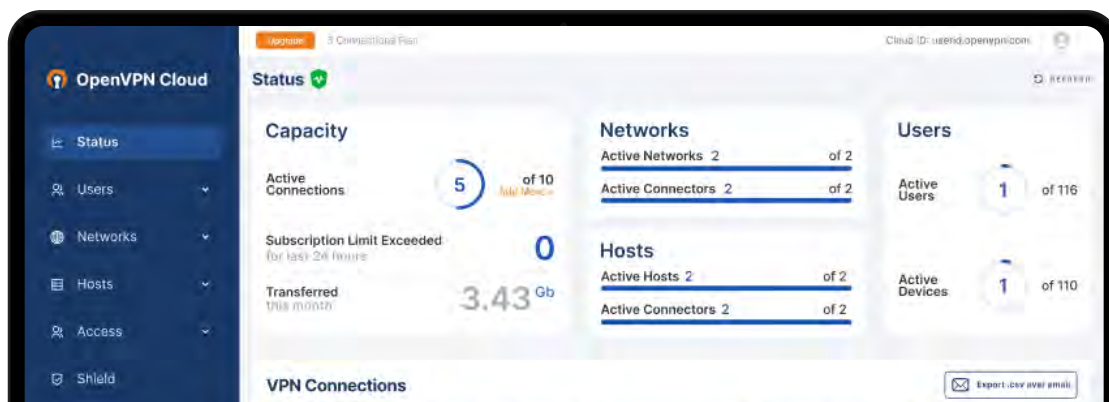 Upgrade
Cloud ID: userid.openvpn.com
OpenVPN Cloud
Status
Status
Users
Networks
Hosts
Access
Shield
Capacity
Active Connections
5
of 10
Subscription Limit Exceeded
for last 24 hours
0
Transferred
this month
3.43 Gb
Networks
Active Networks 2 of 2
Active Connectors 2 of 2
Hosts
Active Hosts 2 of 2
Active Connectors 2 of 2
Users
Active Users
1
of 116
Active Devices
1
of 110
VPN Connections
Export .csv over email